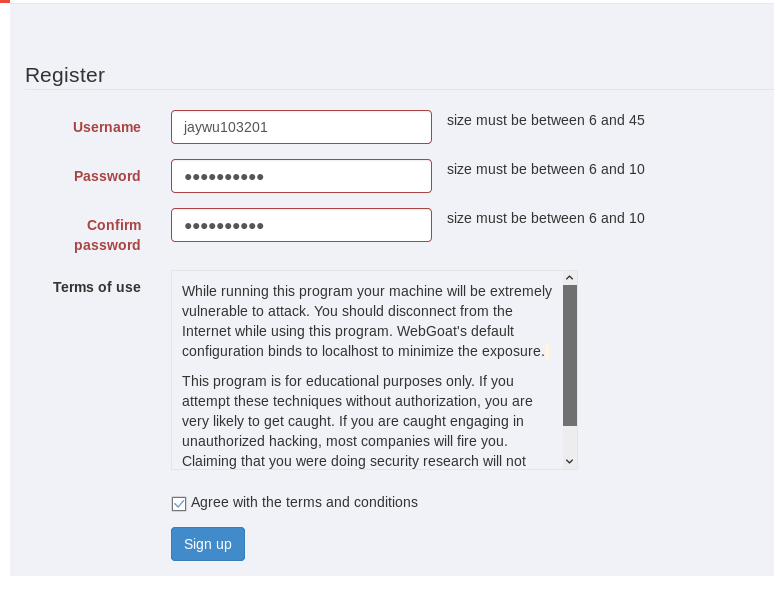 Register
Username
jaywu103201
size must be between 6 and 45
Password
●●●●●●●●●●
size must be between 6 and 10
Confirm
password
●●●●●●●●●●
size must be between 6 and 10
Terms of use
While running this program your machine will be extremely
vulnerable to attack. You should disconnect from the
Internet while using this program. WebGoat's default
configuration binds to localhost to minimize the exposure.
This program is for educational purposes only. If you
attempt these techniques without authorization, you are
very likely to get caught. If you are caught engaging in
unauthorized hacking, most companies will fire you.
Claiming that you were doing security research will not
Agree with the terms and conditions
Sign up